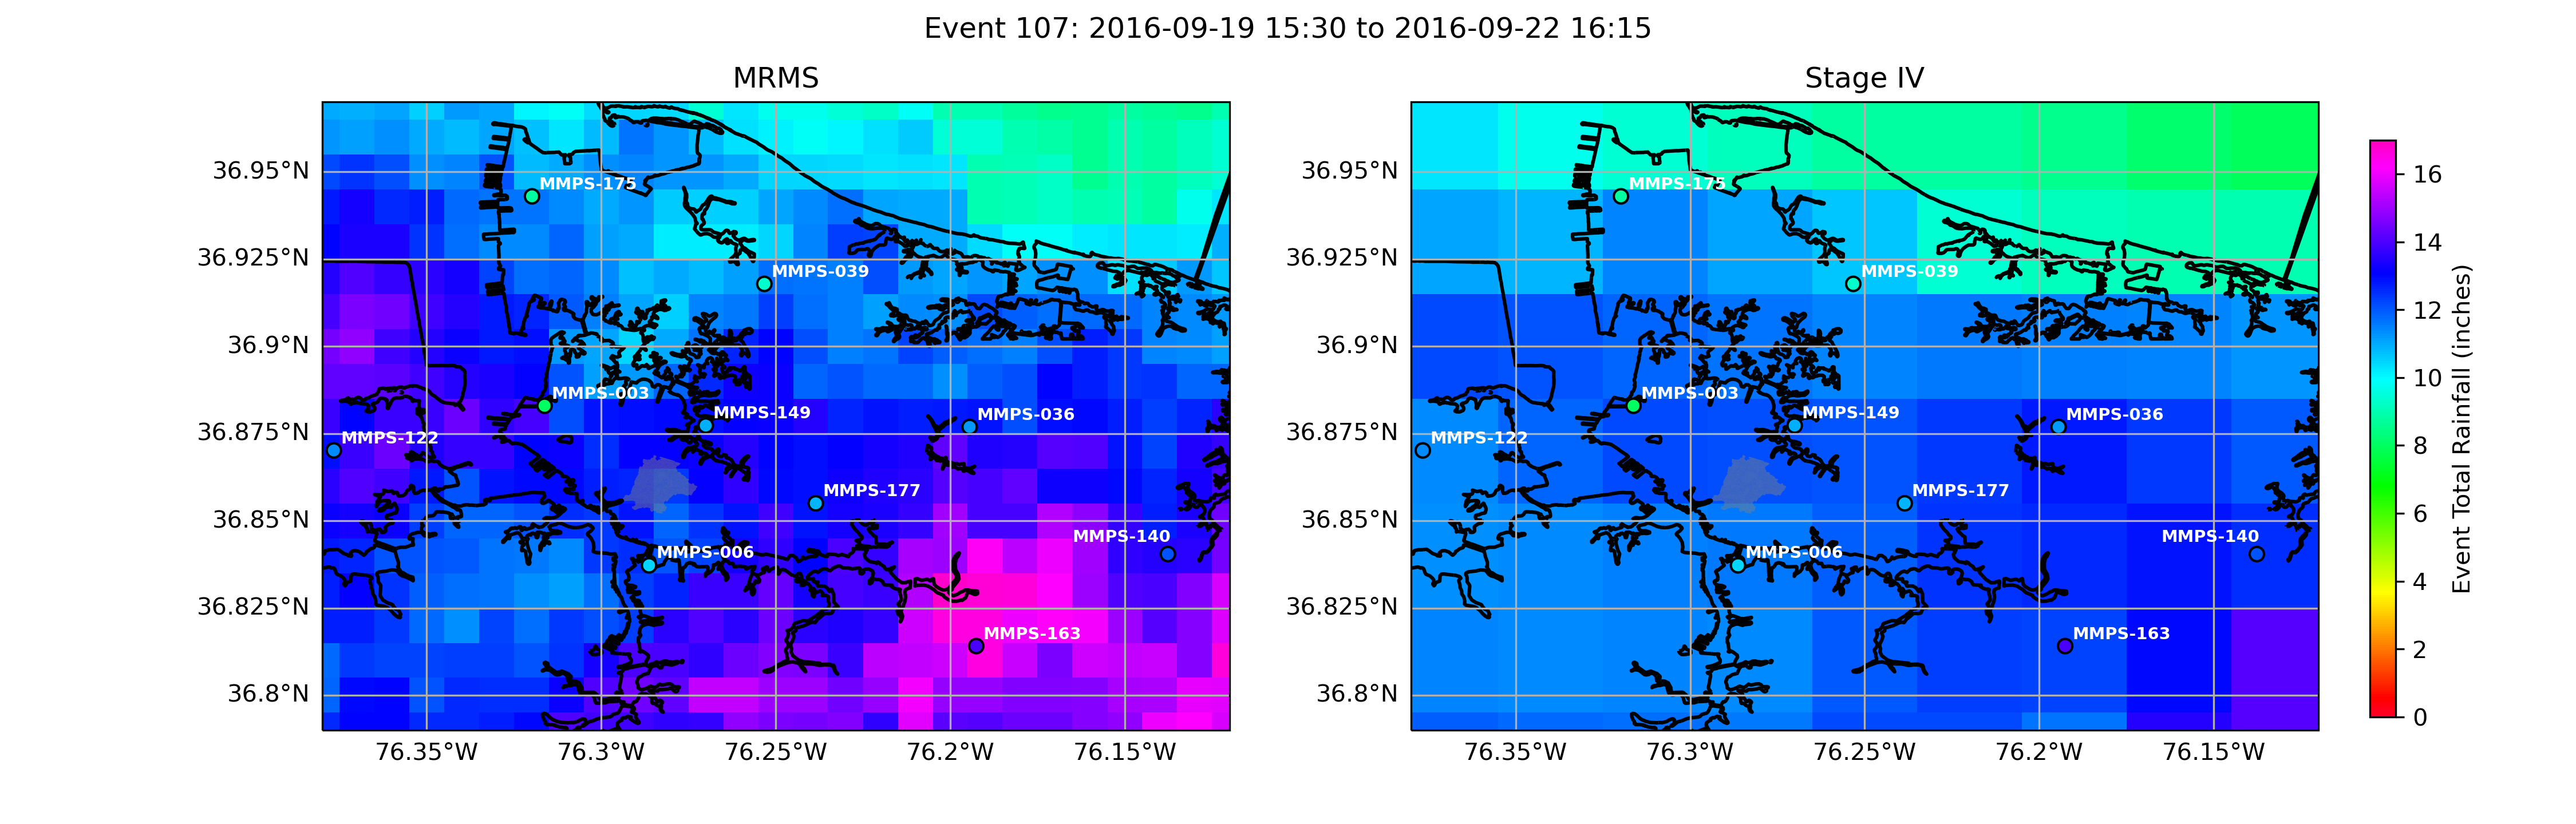 Event 107: 2016-09-19 15:30 to 2016-09-22 16:15
MRMS
36.95°N
36.925°N
36.9°N
36.875°N
36.85°N
36.825°N
36.8°N
76.35°W
76.3°W
76.25°W
76.2°W
76.15°W
MMPS-175
MMPS-039
MMPS-003
MMPS-149
MMPS-036
MMPS-122
MMPS-177
MMPS-140
MMPS-006
MMPS-163
Stage IV
36.95°N
36.925°N
36.9°N
36.875°N
36.85°N
36.825°N
36.8°N
76.35°W
76.3°W
76.25°W
76.2°W
76.15°W
MMPS-175
MMPS-039
MMPS-003
MMPS-149
MMPS-036
MMPS-122
MMPS-177
MMPS-140
MMPS-006
MMPS-163
16
14
12
10
8
6
4
2
0
Event Total Rainfall (inches)